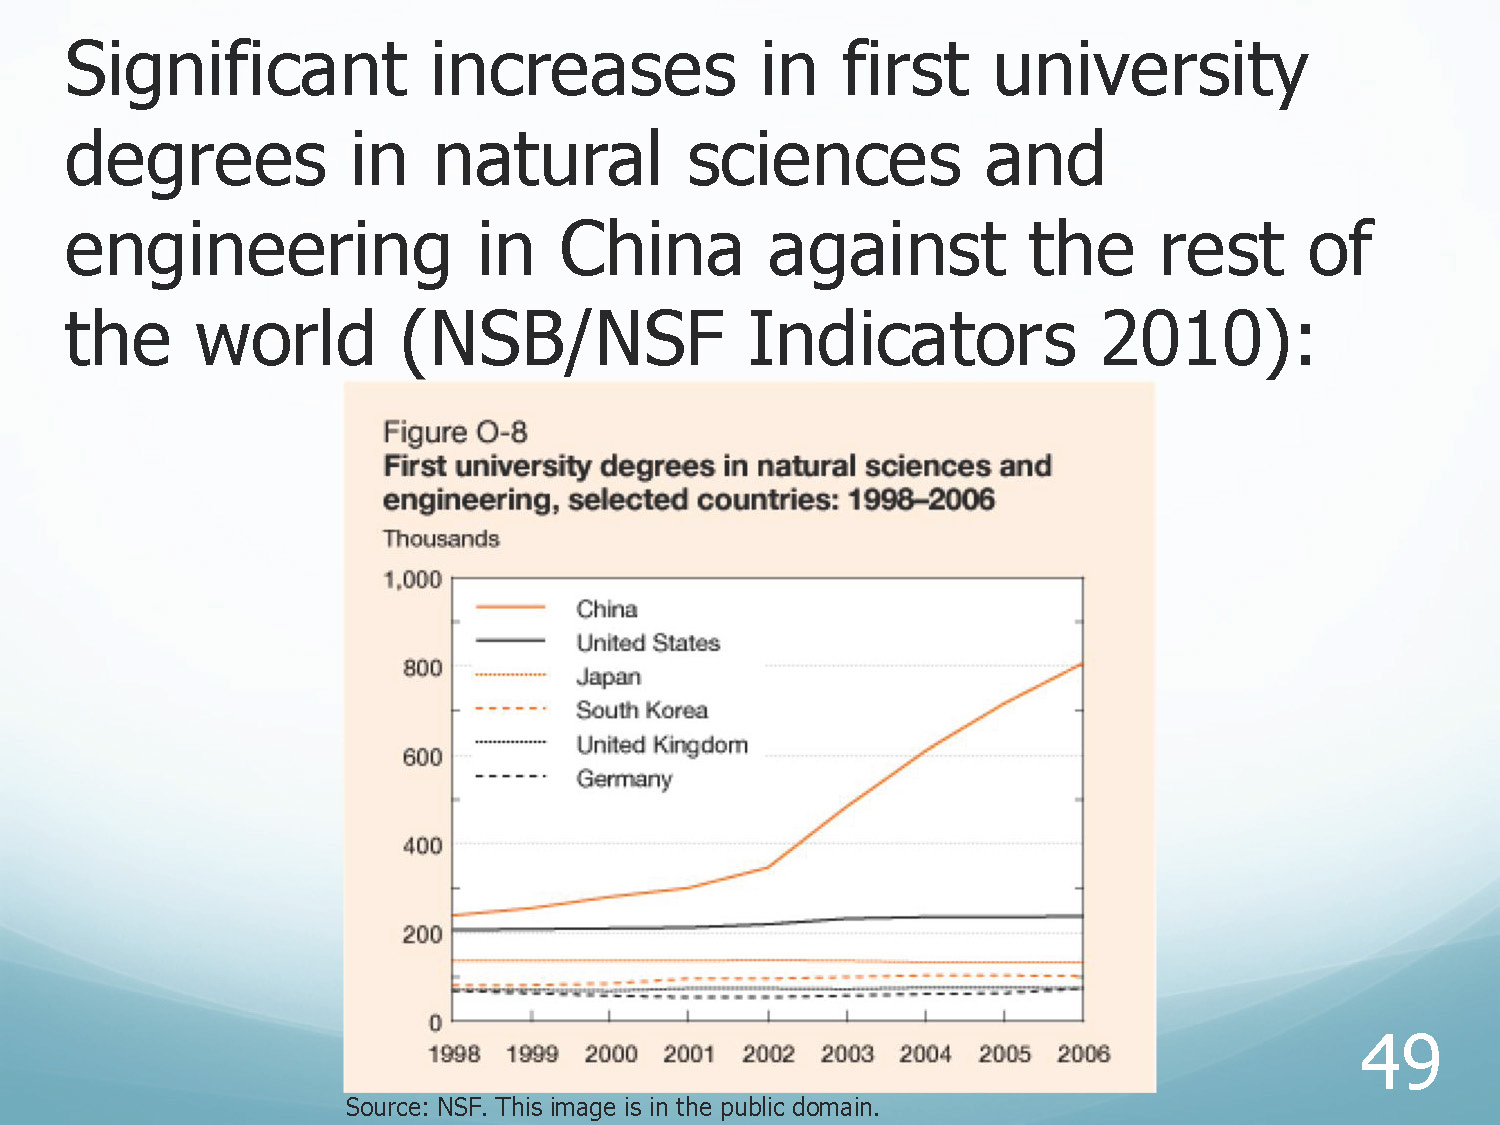 Significant increases in first university
degrees in natural sciences and
engineering in China against the rest of
the world (NSB/NSF Indicators 2010):
Figure O-8
First university degrees in natural sciences and
engineering, selected countries: 1998–2006
Thousands
1,000
China
United States
800
Japan
South Korea
United Kingdom
600
Germany
400
200
0
1998 1999 2000 2001 2002 2003 2004 2005 2006
49
Source: NSF. This image is in the public domain.